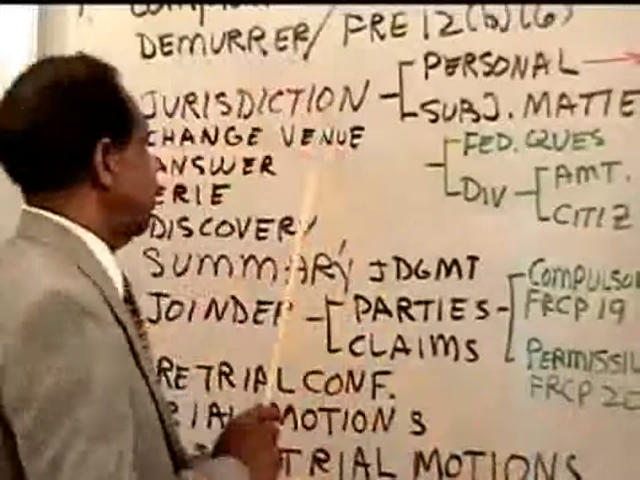 DEMURRER/ FRE 12(b)(6)
JURISDICTION
PERSONAL
SUBJ. MATTE
CHANGE VENUE
FED. QUES
DIV
AMT.
CITIZ
ANSWER
ERIE
DISCOVERY
SUMMARY JDGMT
JOINDER
PARTIES
CLAIMS
COMPULSO
FRCP 19
PERMISSI
FRCP 20
RETRIAL CONF.
RIAL MOTIONS
TRIAL MOTIONS